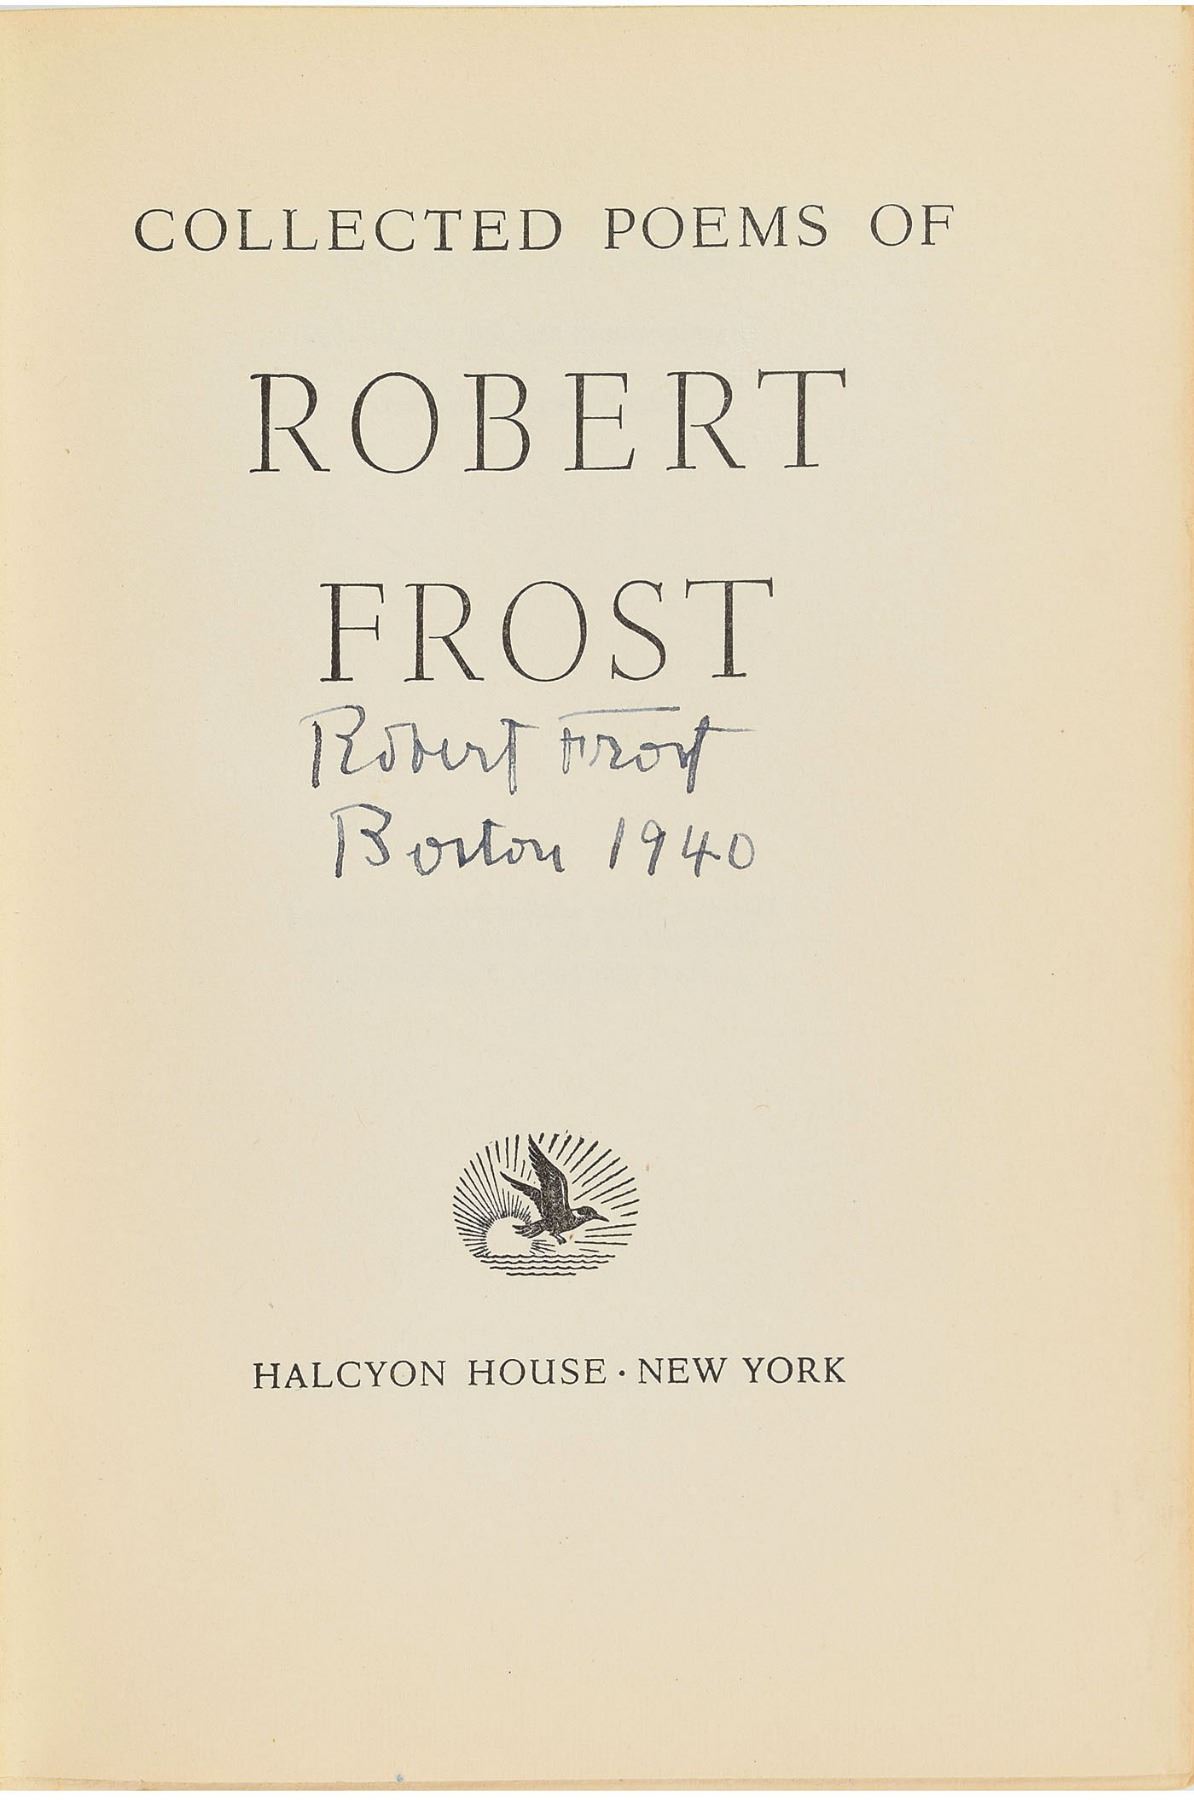 COLLECTED POEMS OF
ROBERT
FROST
Robert Frost
Boston 1940
HALCYON HOUSE · NEW YORK